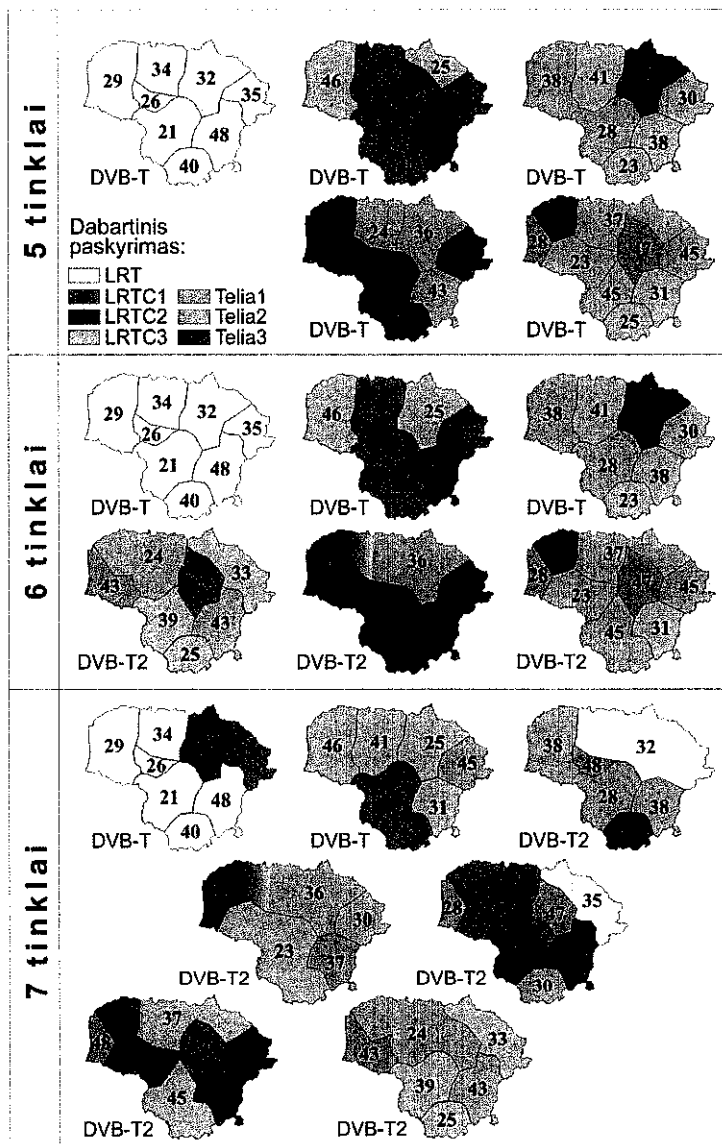 5 tinklai
29 34 32 35
26
21 48
40
DVB-T
46 25
DVB-T
38 41 30
28 38
23
DVB-T
Dabartinis
paskyrimas:
LRT
LRTC1 Telia1
LRTC2 Telia2
LRTC3 Telia3
24 36
43
DVB-T
28 37
23 45
45 31
25
DVB-T
6 tinklai
29 34 32 35
26
21 48
40
DVB-T
46 25
DVB-T
38 41 30
28 38
23
DVB-T
24 33
43
39 43
25
DVB-T2
36
DVB-T2
28 37
23 45
45 31
DVB-T2
7 tinklai
29 34
26
21 48
40
DVB-T
46 41 25 45
31
DVB-T
38 32
28 38
DVB-T2
36
30
23 37
DVB-T2
28 37 35
30
DVB-T2
37
45
DVB-T2
24 33
43
39 43
25
DVB-T2